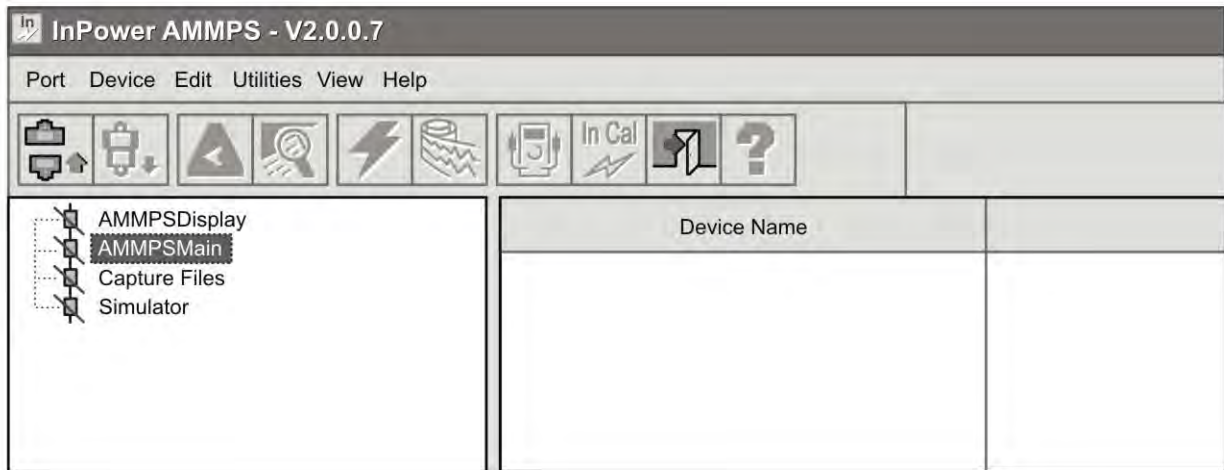 In
InPower AMMPS - V2.0.0.7
Port Device Edit Utilities View Help
In Cal
?
AMMPSDisplay
AMMPSMain
Capture Files
Simulator
Device Name